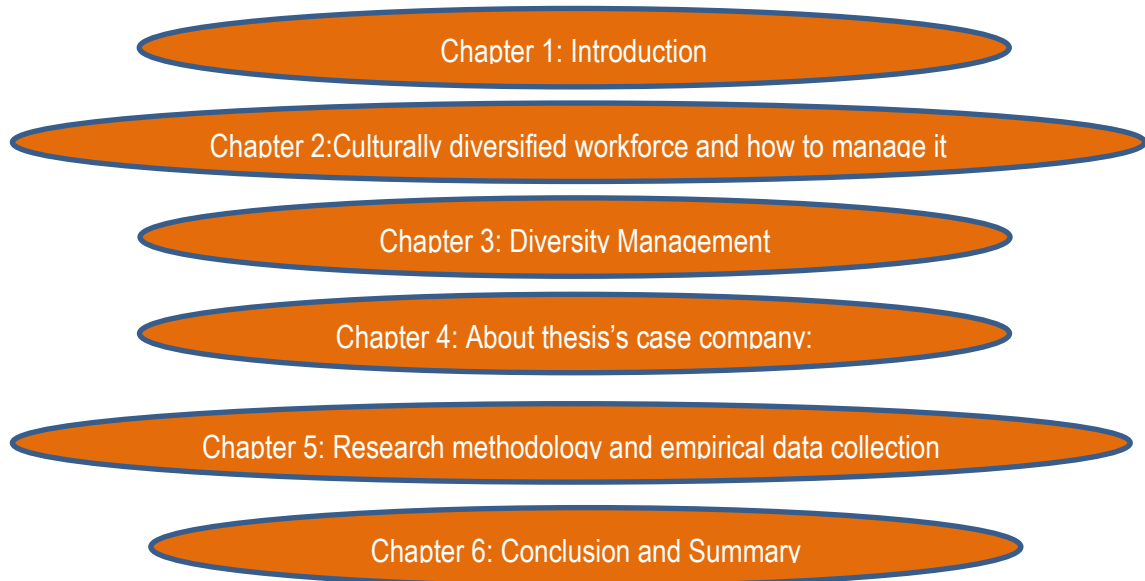 Chapter 1: Introduction
Chapter 2:Culturally diversified workforce and how to manage it
Chapter 3: Diversity Management
Chapter 4: About thesis’s case company:
Chapter 5: Research methodology and empirical data collection
Chapter 6: Conclusion and Summary